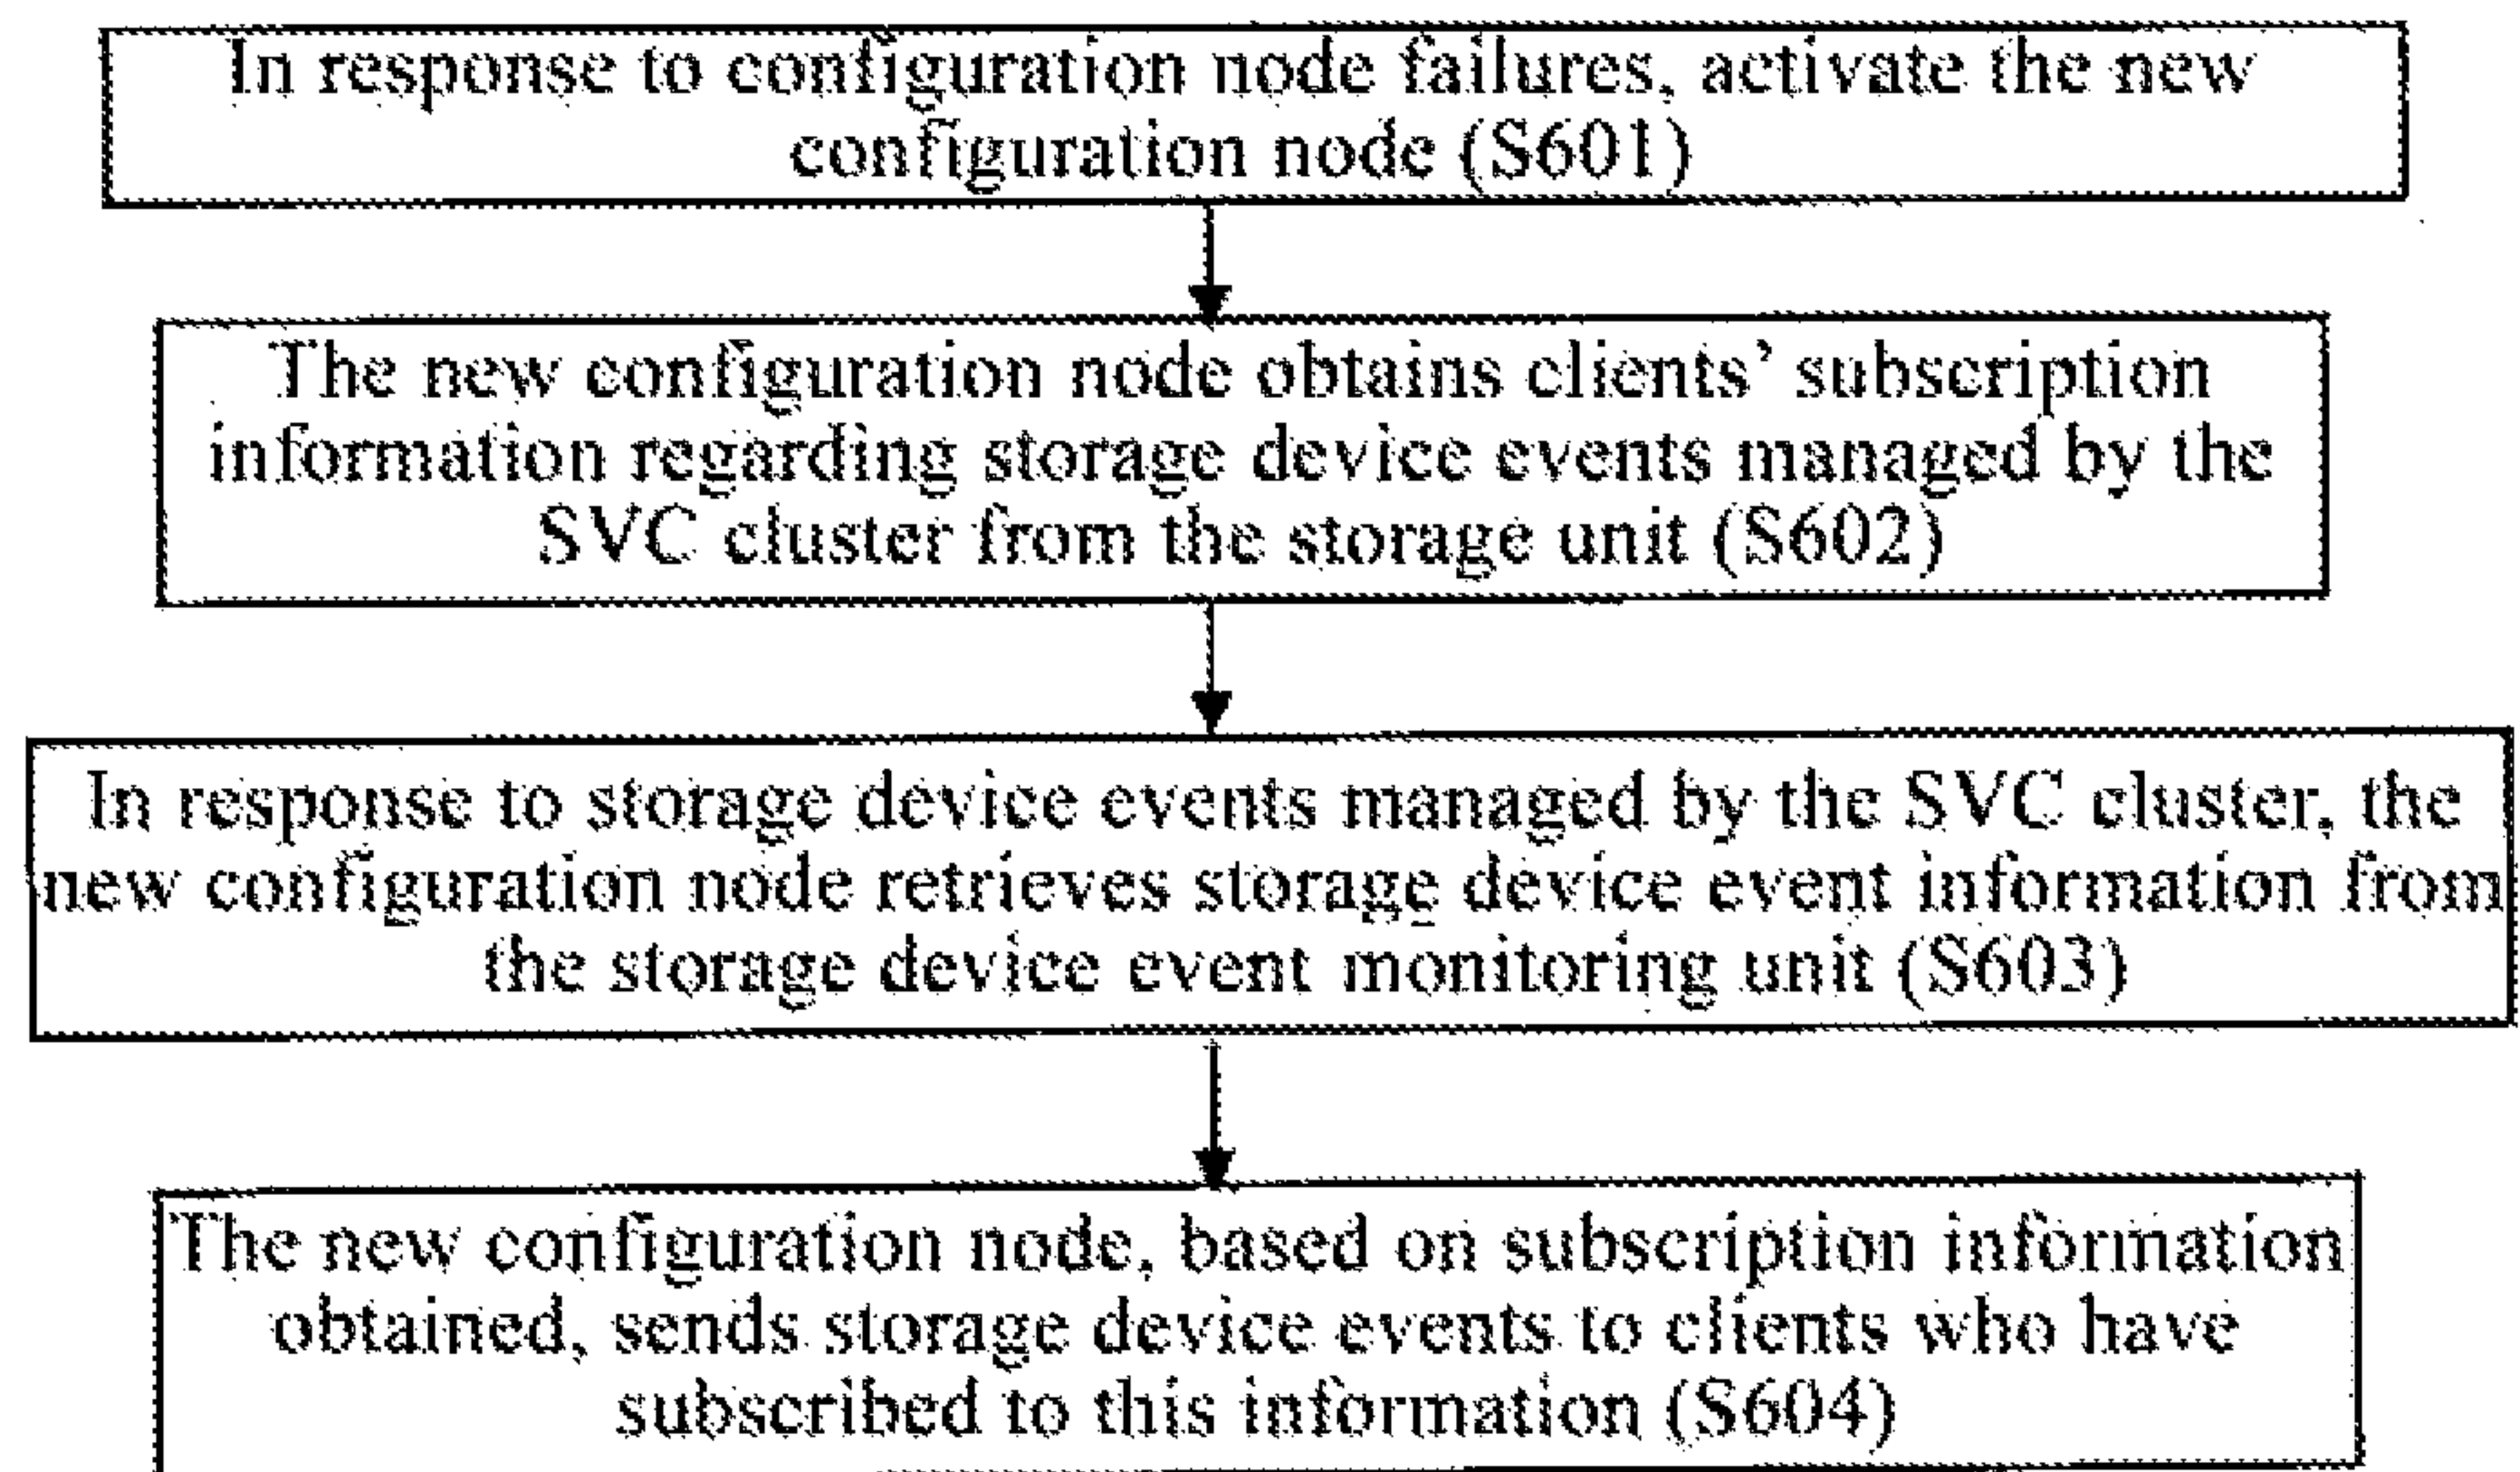 In response to configuration node failures, activate the new
configuration node (S601)
The new configuration node obtains clients’ subscription
information regarding storage device events managed by the
SVC cluster from the storage unit (S602)
In response to storage device events managed by the SVC cluster, the
new configuration node retrieves storage device event information from
the storage device event monitoring unit (S603)
The new configuration node, based on subscription information
obtained, sends storage device events to clients who have
subscribed to this information (S604)